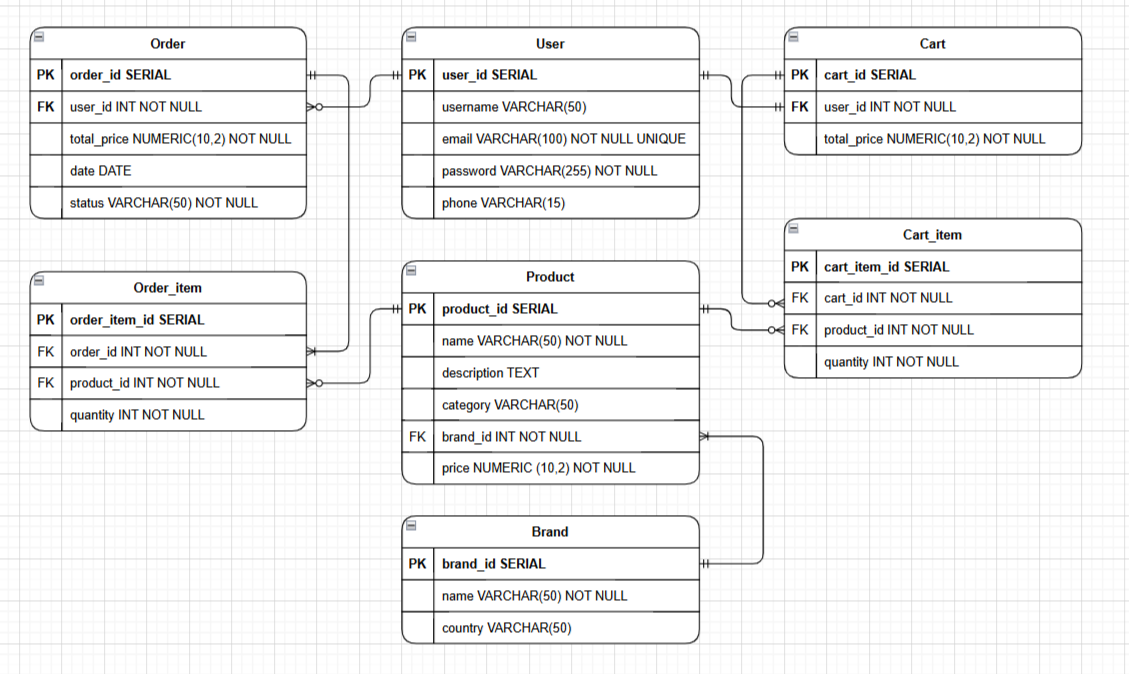 Order
PK order_id SERIAL
FK user_id INT NOT NULL
total_price NUMERIC(10,2) NOT NULL
date DATE
status VARCHAR(50) NOT NULL
User
PK user_id SERIAL
username VARCHAR(50)
email VARCHAR(100) NOT NULL UNIQUE
password VARCHAR(255) NOT NULL
phone VARCHAR(15)
Cart
PK cart_id SERIAL
FK user_id INT NOT NULL
total_price NUMERIC(10,2) NOT NULL
Order_item
PK order_item_id SERIAL
FK order_id INT NOT NULL
FK product_id INT NOT NULL
quantity INT NOT NULL
Product
PK product_id SERIAL
name VARCHAR(50) NOT NULL
description TEXT
category VARCHAR(50)
FK brand_id INT NOT NULL
price NUMERIC (10,2) NOT NULL
Cart_item
PK cart_item_id SERIAL
FK cart_id INT NOT NULL
FK product_id INT NOT NULL
quantity INT NOT NULL
Brand
PK brand_id SERIAL
name VARCHAR(50) NOT NULL
country VARCHAR(50)